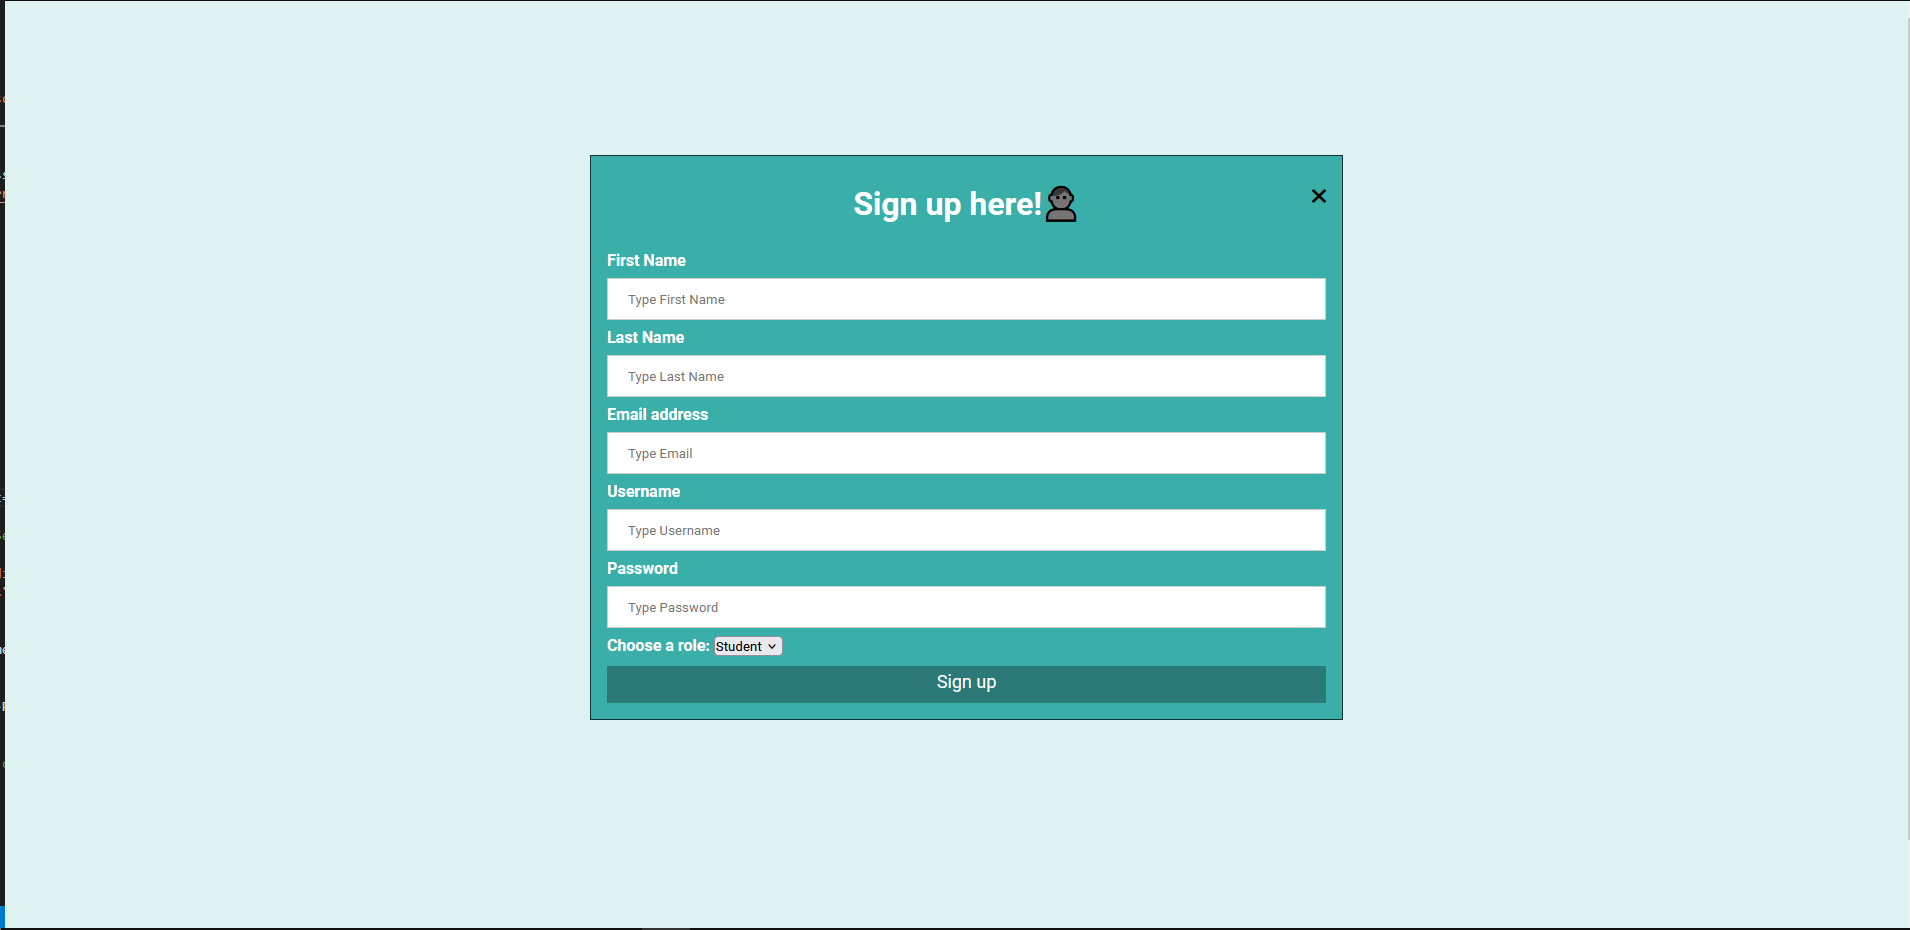 Sign up here!
First Name
Type First Name
Last Name
Type Last Name
Email address
Type Email
Username
Type Username
Password
Type Password
Choose a role: Student
Sign up